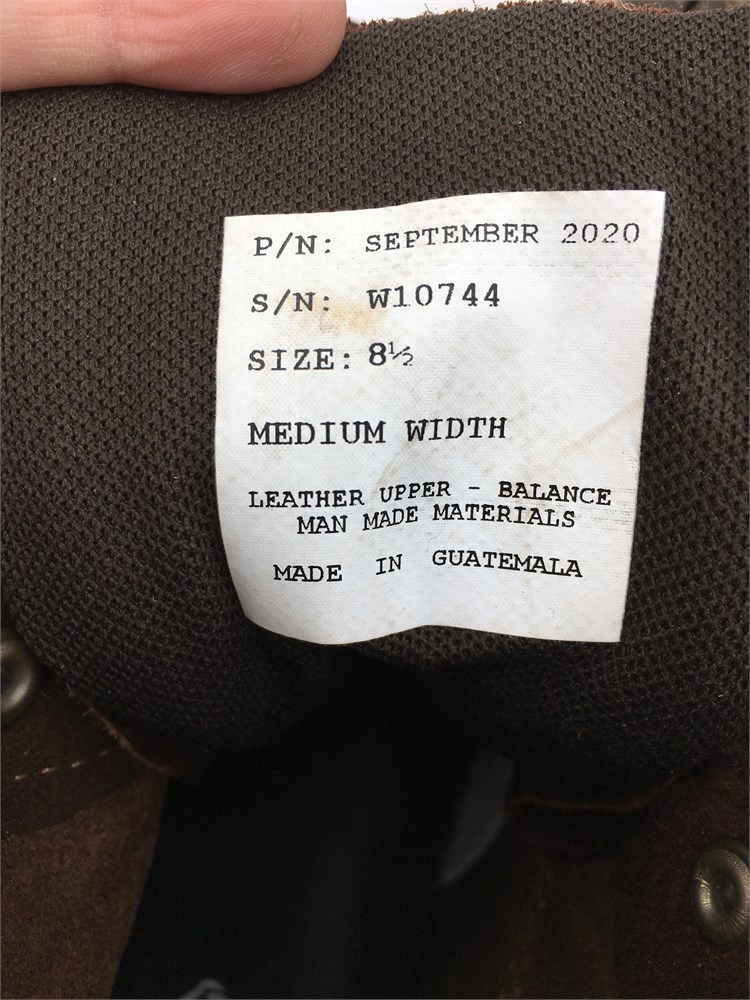 P/N: SEPTEMBER 2020
S/N: W10744
SIZE: 8½
MEDIUM WIDTH
LEATHER UPPER - BALANCE
MAN MADE MATERIALS
MADE IN GUATEMALA